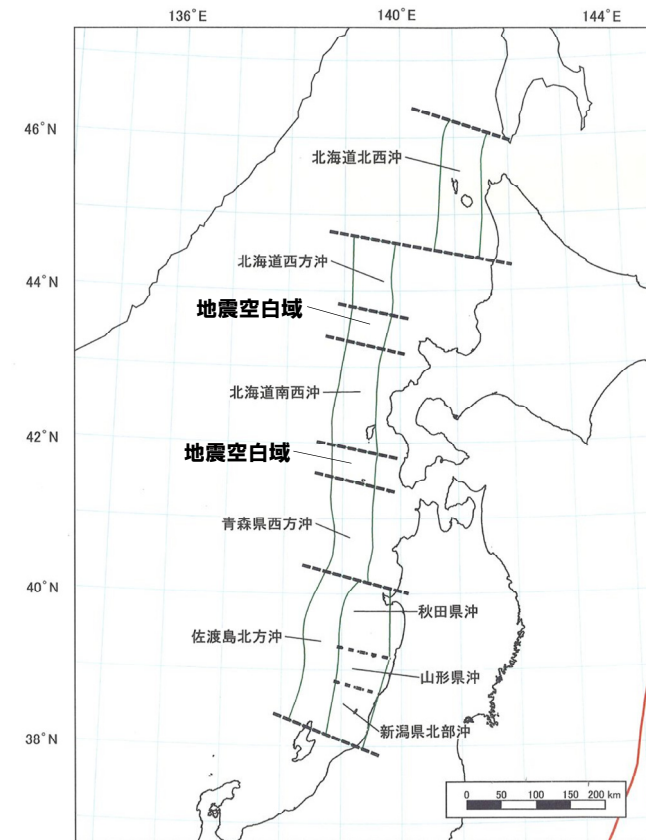 136°E
140°E
144°E
46°N
北海道北西沖
北海道西方沖
44°N
地震空白域
北海道南西沖
42°N
地震空白域
青森県西方沖
40°N
秋田県沖
佐渡島北方沖
山形県沖
新潟県北部沖
38°N
0 50 100 150 200 km